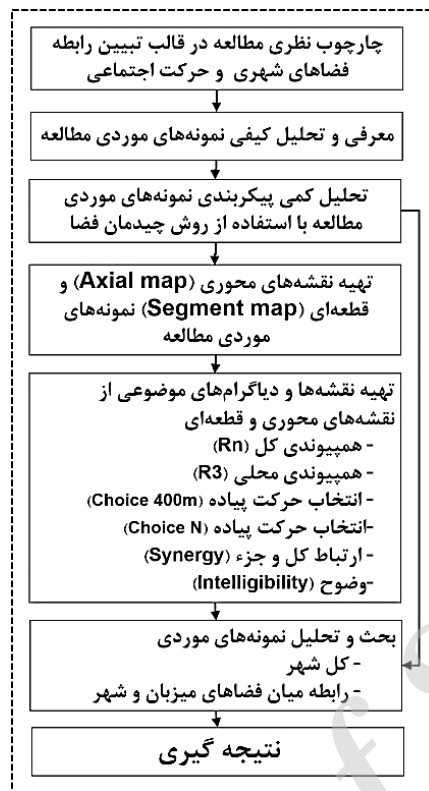 چارچوب نظری مطالعه در قالب تبیین رابطه
فضاهای شهری و حرکت اجتماعی
معرفی و تحلیل کیفی نمونه‌های موردی مطالعه
تحلیل کمی پیکربندی نمونه‌های موردی
مطالعه با استفاده از روش چیدمان فضا
تهیه نقشه‌های محوری (Axial map) و
قطعه‌ای (Segment map) نمونه‌های
موردی مطالعه
تهیه نقشه‌ها و دیاگرام‌های موضوعی از
نقشه‌های محوری و قطعه‌ای
- همپیوندی کل (Rn)
- همپیوندی محلی (R3)
- انتخاب حرکت پیاده (Choice 400m)
-انتخاب حرکت پیاده (Choice N)
- ارتباط کل و جزء (Synergy)
-وضوح (Intelligibility)
بحث و تحلیل نمونه‌های موردی
- کل شهر
- رابطه میان فضاهای میزبان و شهر
نتیجه گیری